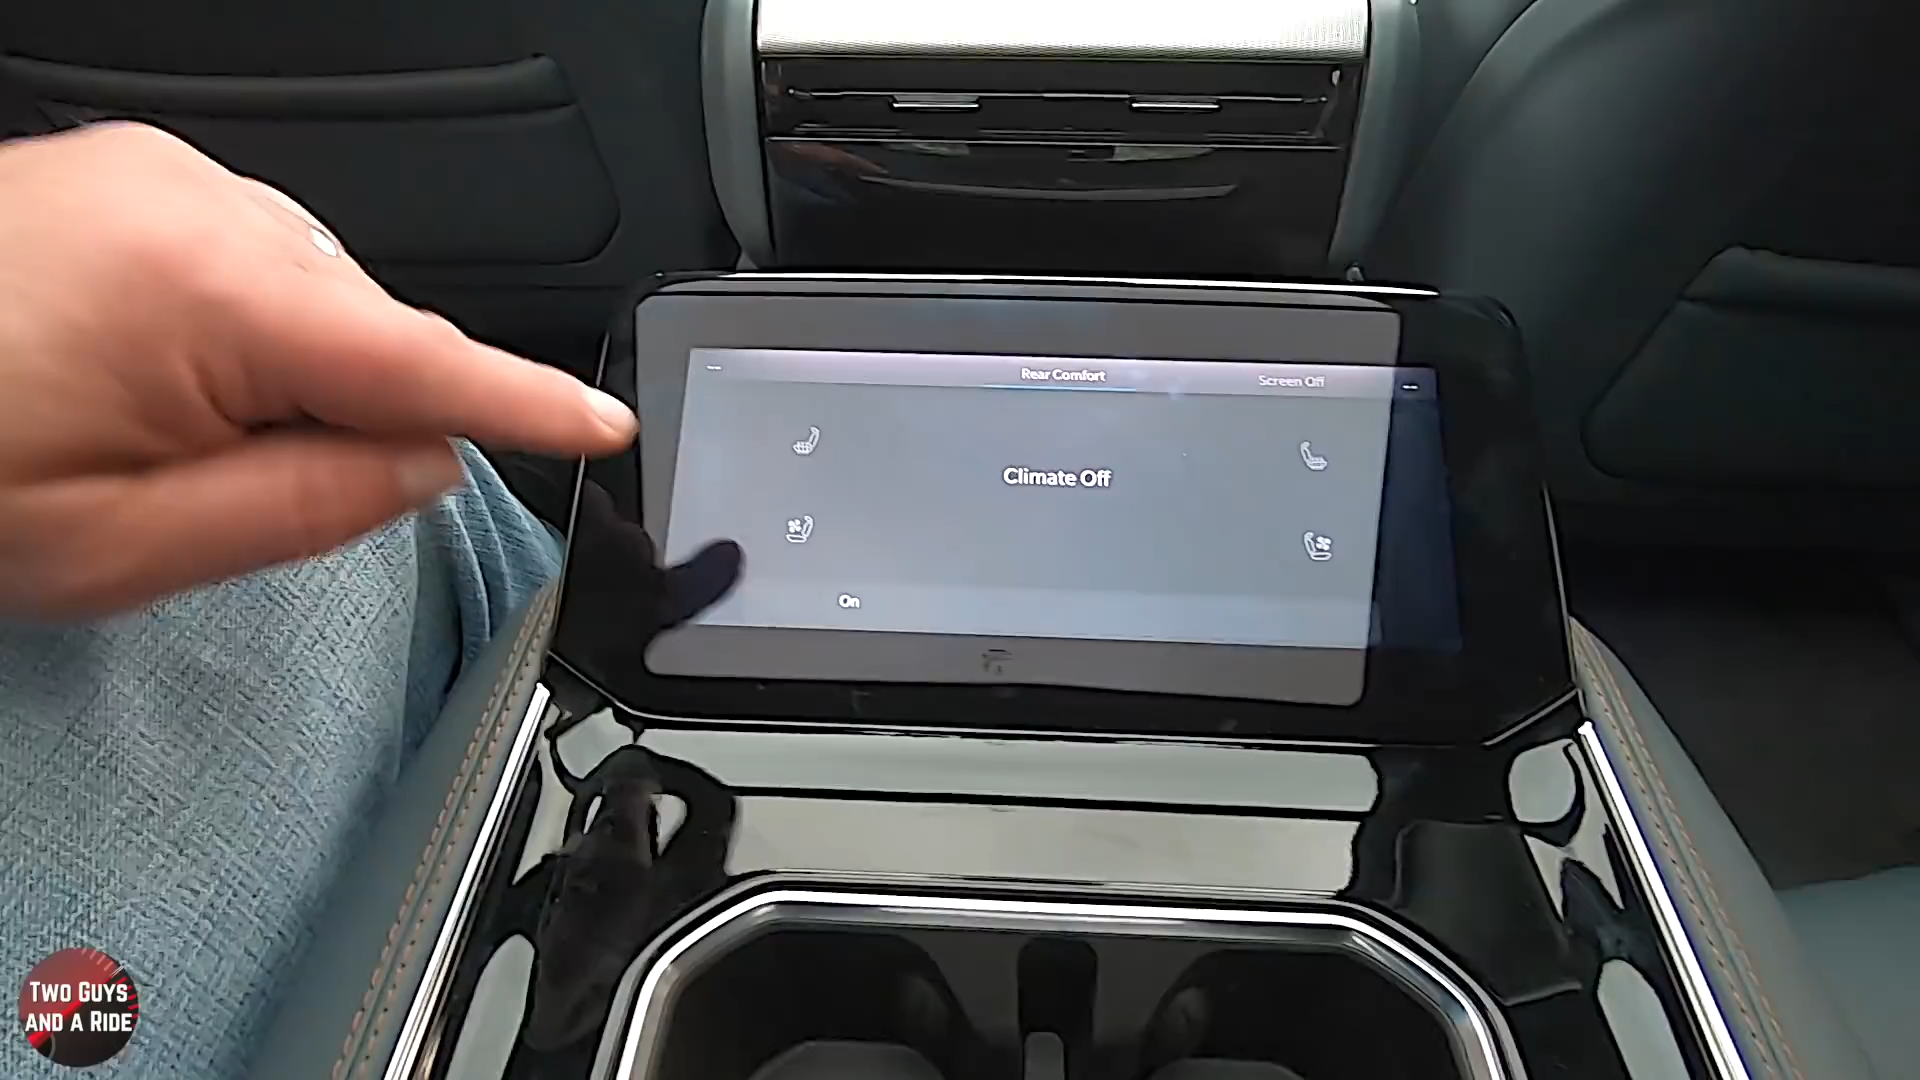 Rear Comfort
Screen Off
Climate Off
On
TWO GUYS
AND A RIDE